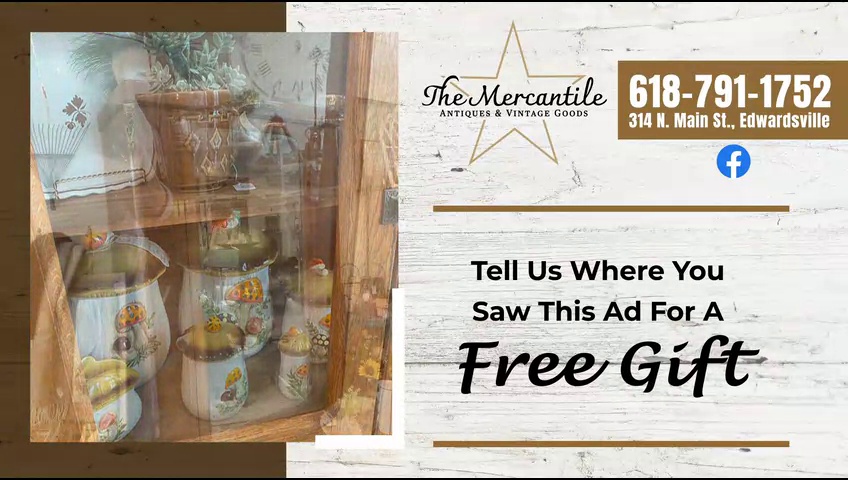 The Mercantile
Antiques & Vintage Goods
618-791-1752
314 N. Main St., Edwardsville
Tell Us Where You
Saw This Ad For A
Free Gift